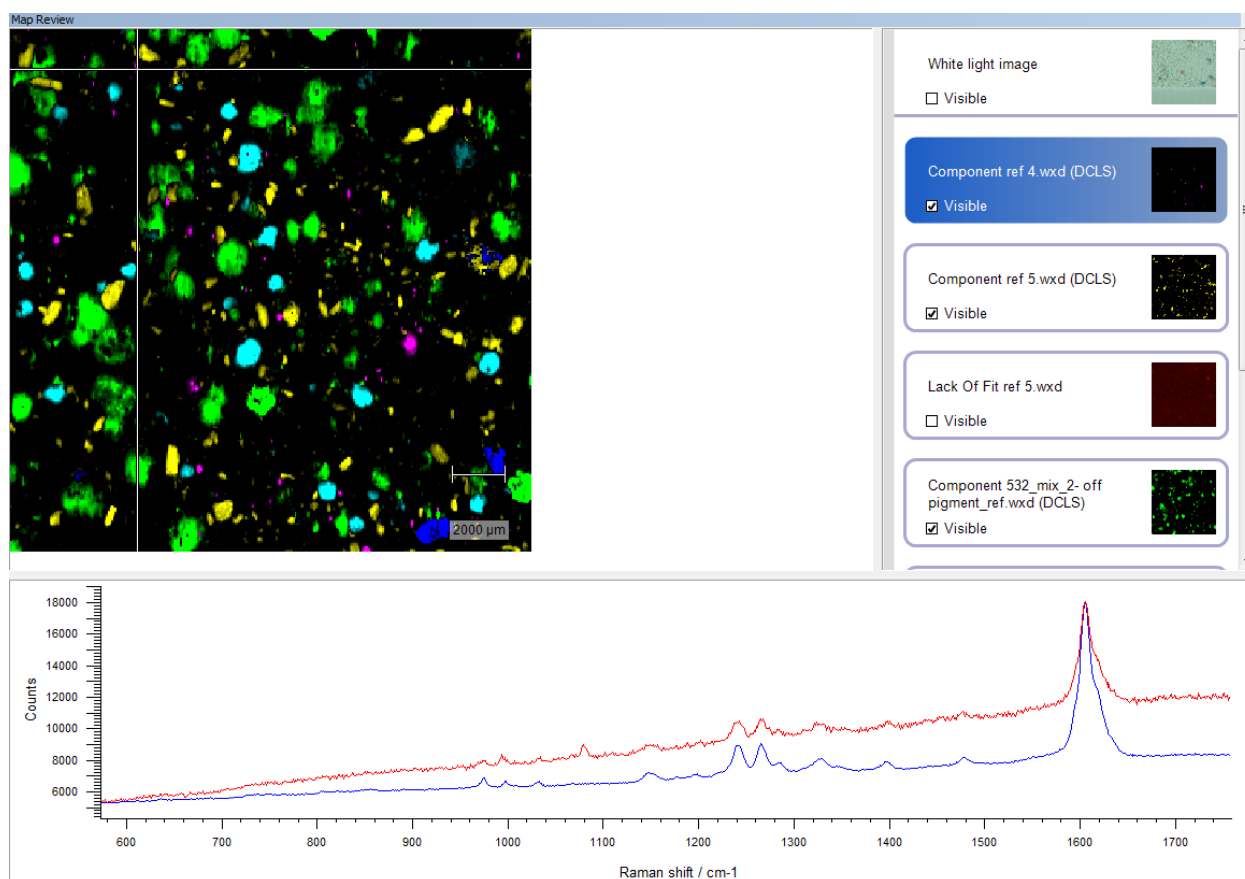 Map Review
White light image
Visible
Component ref 4.wxd (DCLS)
Visible
Component ref 5.wxd (DCLS)
Visible
Lack Of Fit ref 5.wxd
Visible
Component 532_mix_2- off
pigment_ref.wxd (DCLS)
Visible
2000 µm
18000
16000
14000
12000
10000
8000
6000
Counts
600 700 800 900 1000 1100 1200 1300 1400 1500 1600 1700
Raman shift / cm-1